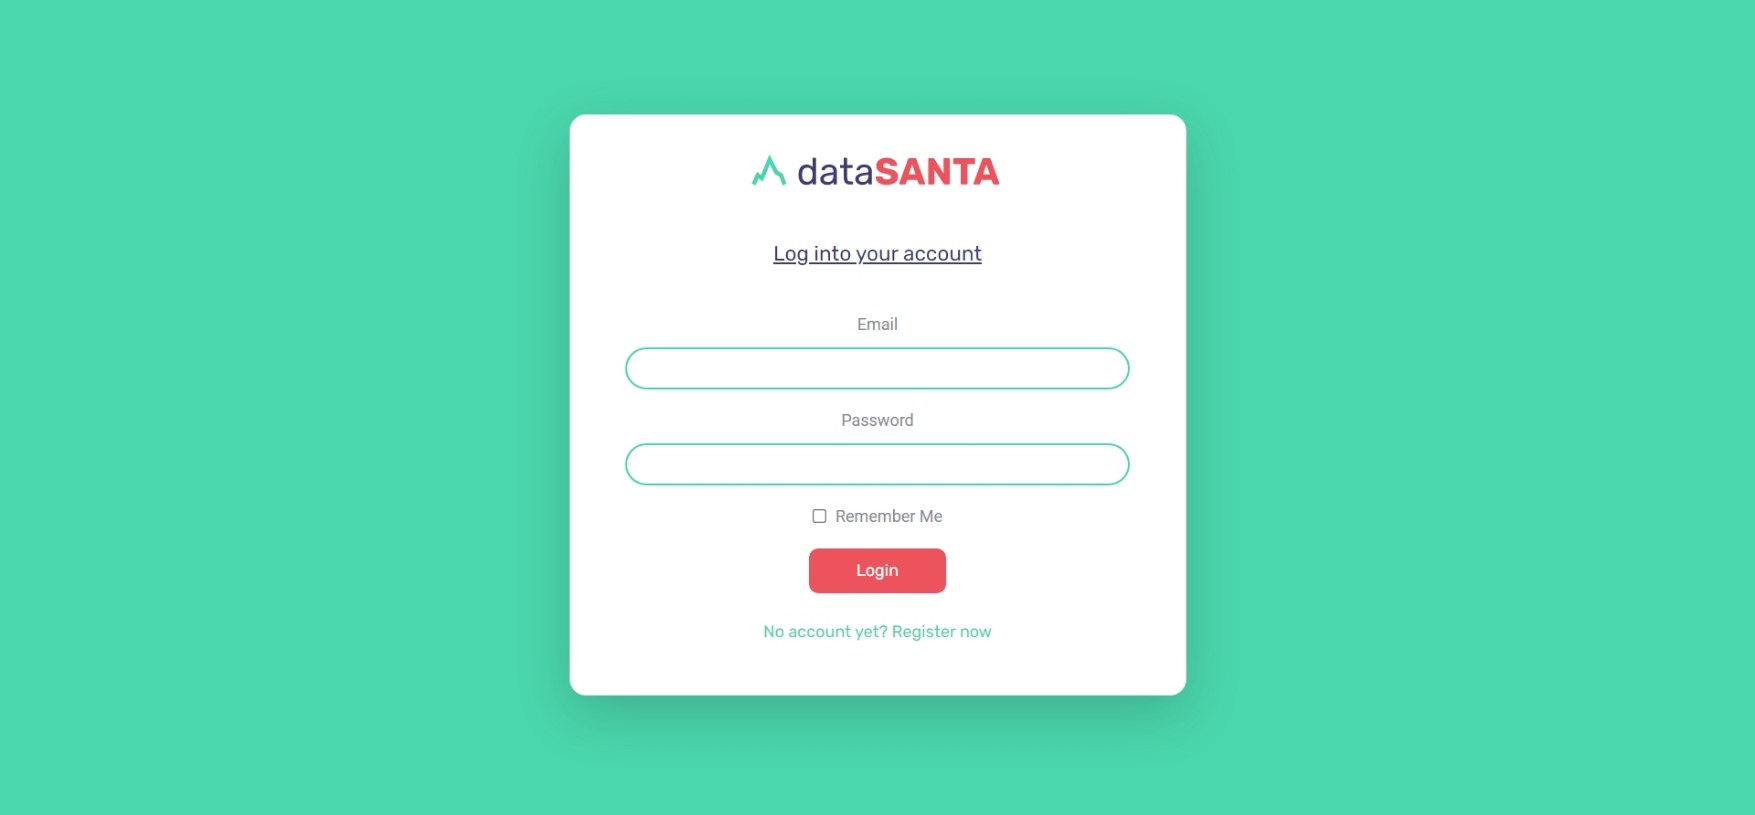 dataSANTA
Log into your account
Email
Password
Remember Me
Login
No account yet? Register now